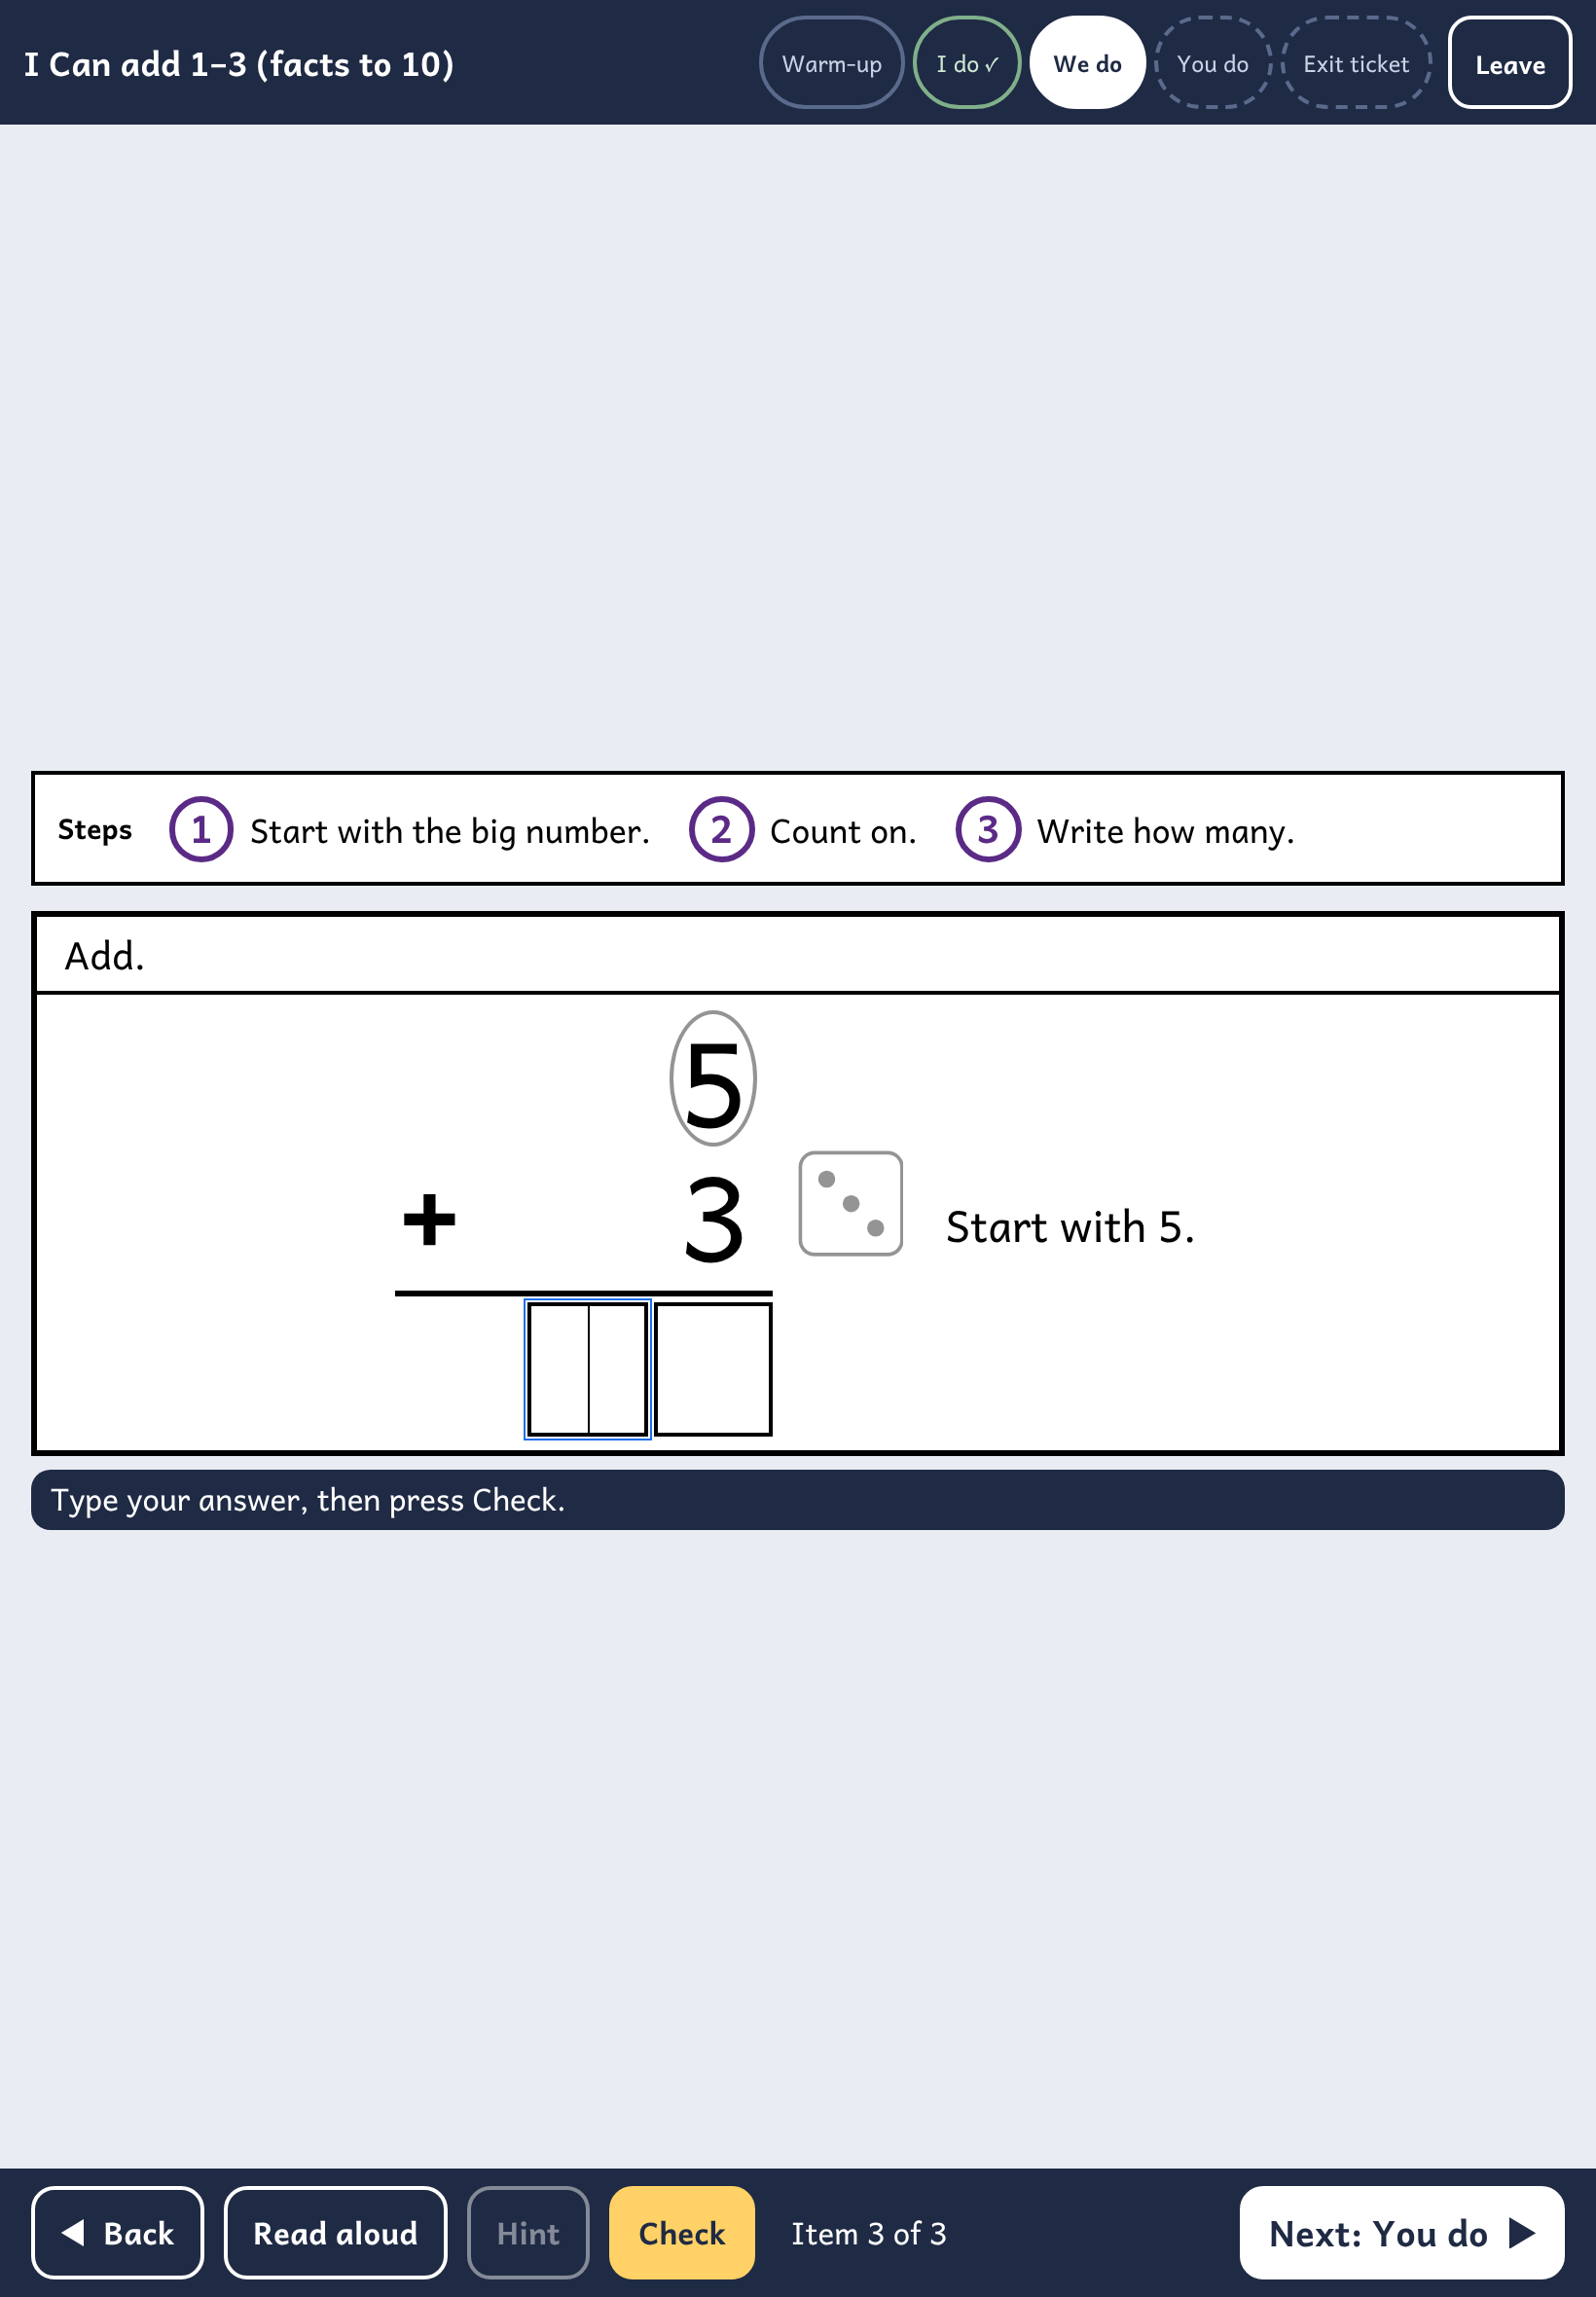 I Can add 1–3 (facts to 10)
Warm-up
I do ✓
We do
You do
Exit ticket
Leave
Steps 1 Start with the big number. 2 Count on. 3 Write how many.
Add.
5
+ 3
Start with 5.
Type your answer, then press Check.
◀ Back
Read aloud
Hint
Check
Item 3 of 3
Next: You do ▶